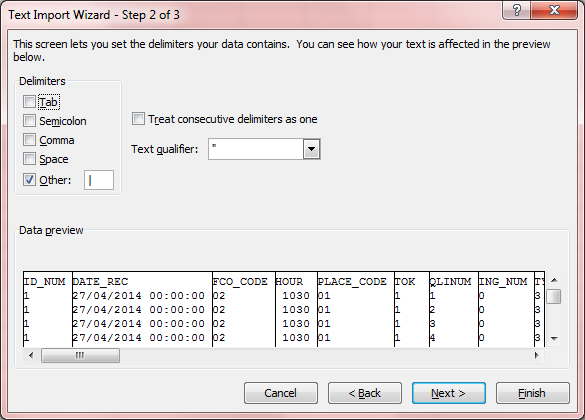 Text Import Wizard - Step 2 of 3
This screen lets you set the delimiters your data contains.  You can see how your text is affected in the preview
below.
Delimiters
Tab
Semicolon
Comma
Space
Other: |
Treat consecutive delimiters as one
Text qualifier: "
Data preview
ID_NUM DATE_REC FCO_CODE HOUR PLACE_CODE TOK QLINUM ING_NUM TY
1 27/04/2014 00:00:00 02 1030 01 1 1 0 3
1 27/04/2014 00:00:00 02 1030 01 1 2 0 3
1 27/04/2014 00:00:00 02 1030 01 1 3 0 3
1 27/04/2014 00:00:00 02 1030 01 1 4 0 3
Cancel < Back Next > Finish